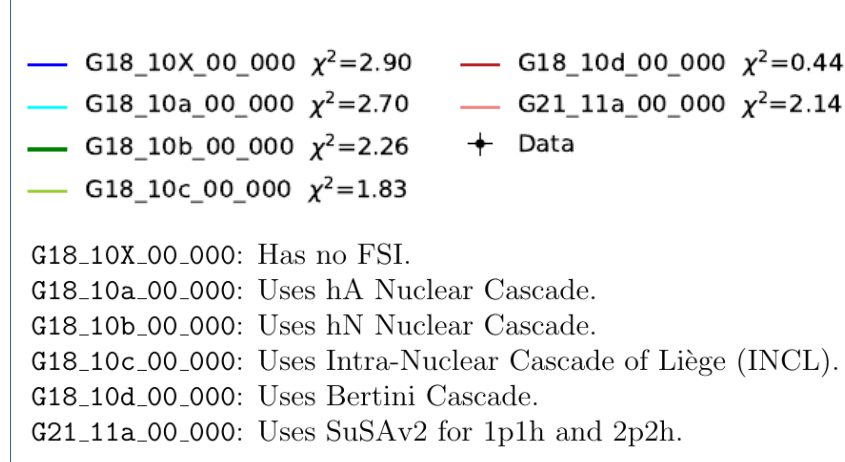 G18_10X_00_000 χ²=2.90
G18_10a_00_000 χ²=2.70
G18_10b_00_000 χ²=2.26
G18_10c_00_000 χ²=1.83
G18_10d_00_000 χ²=0.44
G21_11a_00_000 χ²=2.14
Data
G18_10X_00_000: Has no FSI.
G18_10a_00_000: Uses hA Nuclear Cascade.
G18_10b_00_000: Uses hN Nuclear Cascade.
G18_10c_00_000: Uses Intra-Nuclear Cascade of Liège (INCL).
G18_10d_00_000: Uses Bertini Cascade.
G21_11a_00_000: Uses SuSAv2 for 1p1h and 2p2h.